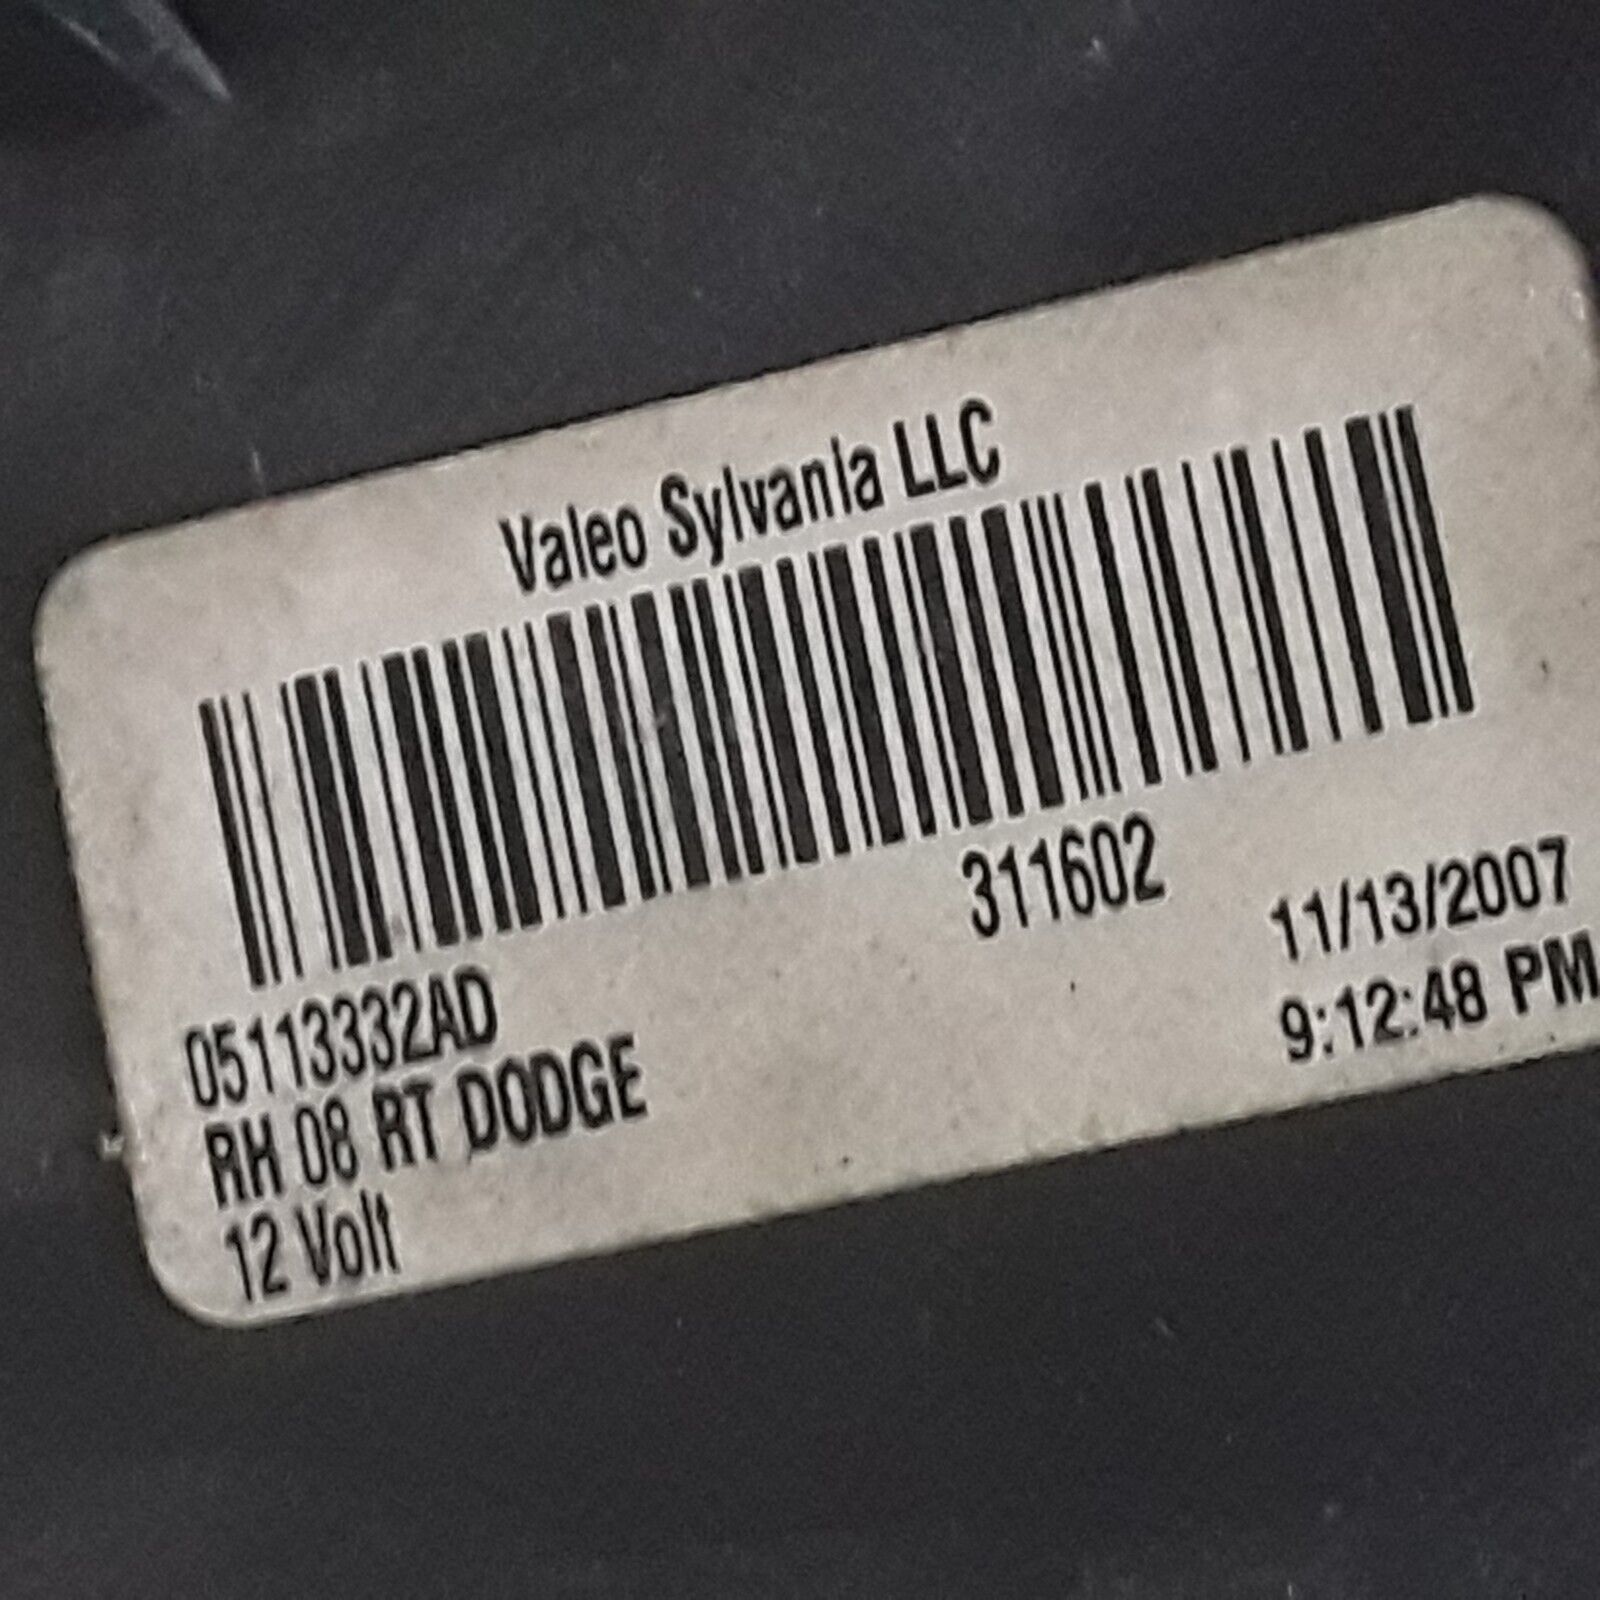 Valeo Sylvania LLC
311602
11/13/2007
9:12:48 PM
05113332AD
RH 08 RT DODGE
12 Volt